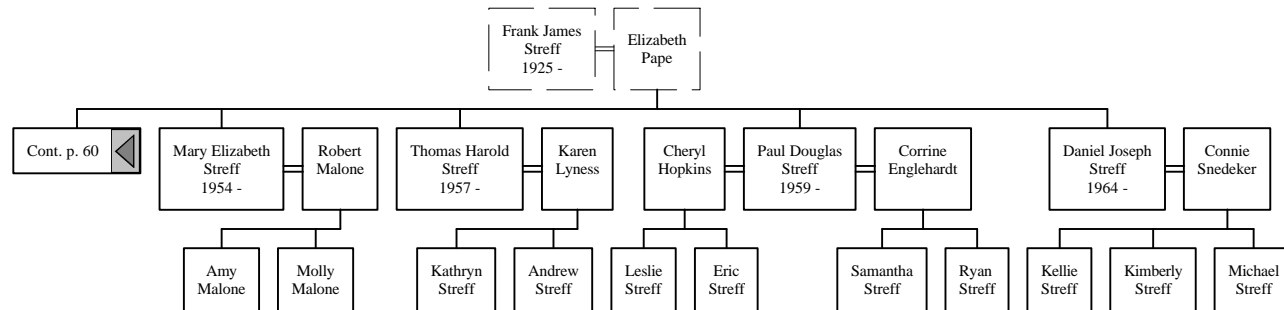 Frank James
Streff
1925 -
Elizabeth
Pape
Cont. p. 60
Mary Elizabeth
Streff
1954 -
Robert
Malone
Thomas Harold
Streff
1957 -
Karen
Lyness
Cheryl
Hopkins
Paul Douglas
Streff
1959 -
Corrine
Englehardt
Daniel Joseph
Streff
1964 -
Connie
Snedeker
Amy
Malone
Molly
Malone
Kathryn
Streff
Andrew
Streff
Leslie
Streff
Eric
Streff
Samantha
Streff
Ryan
Streff
Kellie
Streff
Kimberly
Streff
Michael
Streff